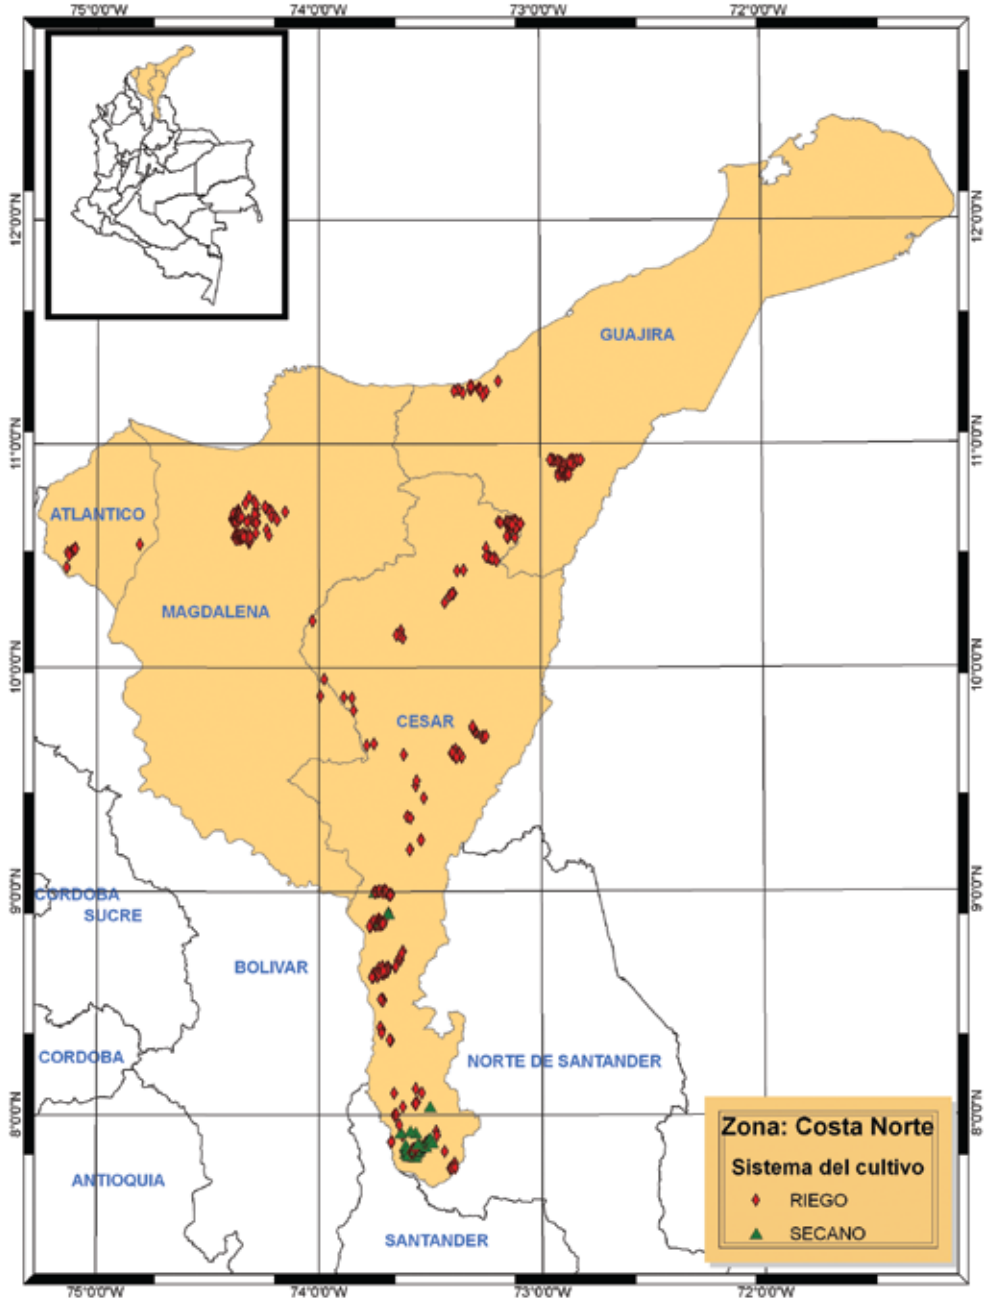 75°0'0"W 74°0'0"W 73°0'0"W 72°0'0"W
12°0'0"N 12°0'0"N
GUAJIRA
11°0'0"N 11°0'0"N
ATLANTICO
MAGDALENA
10°0'0"N 10°0'0"N
CESAR
9°0'0"N 9°0'0"N
CORDOBA
SUCRE
BOLIVAR
CORDOBA
NORTE DE SANTANDER
8°0'0"N 8°0'0"N
ANTIOQUIA
SANTANDER
Zona: Costa Norte
Sistema del cultivo
RIEGO
SECANO
75°0'0"W 74°0'0"W 73°0'0"W 72°0'0"W